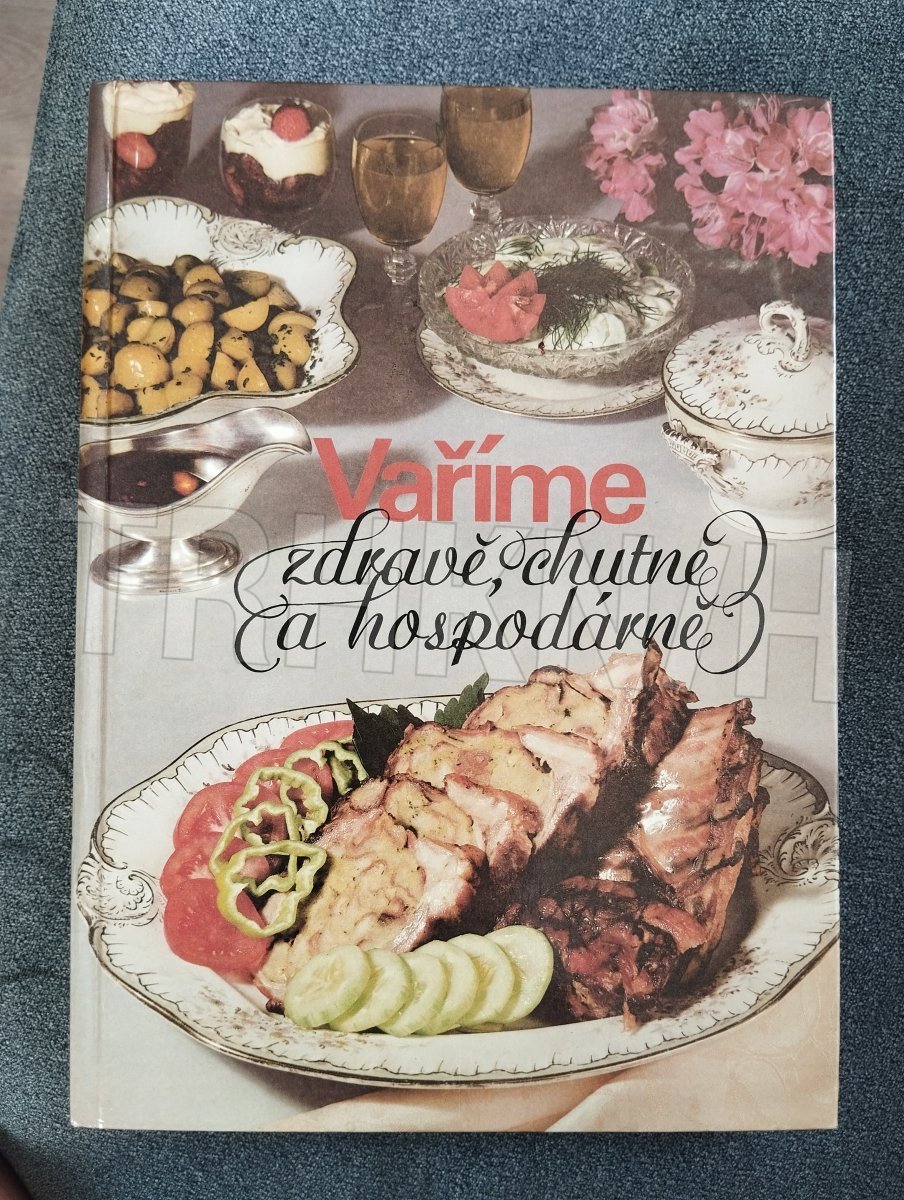 Vaříme
zdravě, chutně
a hospodárně